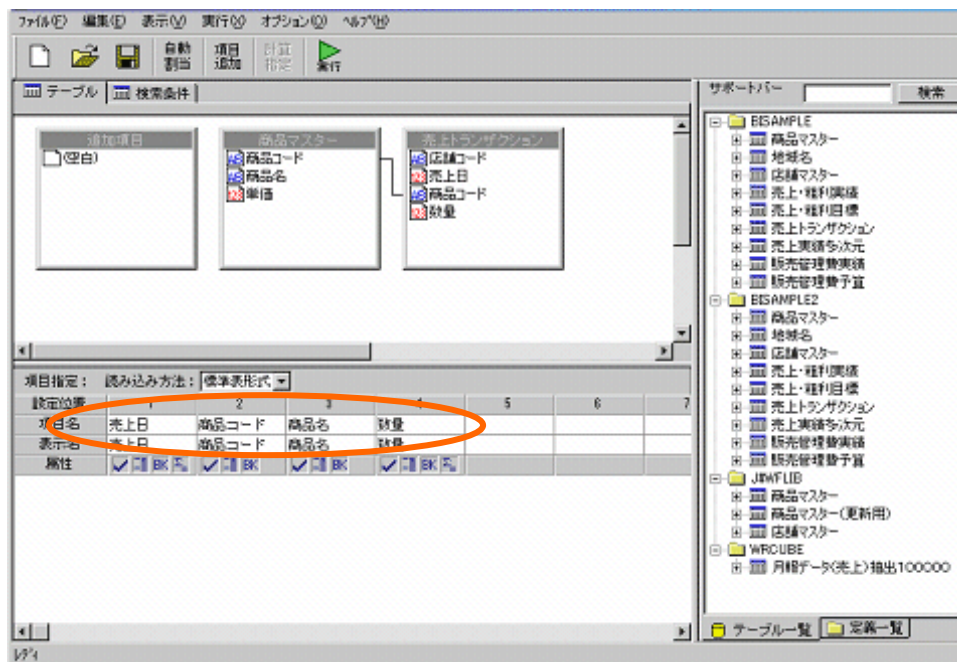 ファイル(F) 編集(E) 表示(V) 実行(X) オプション(O) ヘルプ(H)
自動割当 項目追加 計算指定 実行
テーブル 検索条件
追加項目
(空白)
商品マスター
商品コード
商品名
単価
売上トランザクション
店舗コード
売上日
商品コード
数量
項目指定： 読み込み方法： 標準表形式
設定位置 1 2 3 4 5 6 7
項目名 売上日 商品コード 商品名 数量
表示名 売上日 商品コード 商品名 数量
属性 BK BK BK BK
サポートバー 検索
BISAMPLE
商品マスター
地域名
店舗マスター
売上・粗利実績
売上・粗利目標
売上トランザクション
売上実績多次元
販売管理費実績
販売管理費予算
BISAMPLE2
商品マスター
地域名
店舗マスター
売上・粗利実績
売上・粗利目標
売上トランザクション
売上実績多次元
販売管理費実績
販売管理費予算
J#WFLIB
商品マスター
商品マスター(更新用)
店舗マスター
WRCUBE
月報データ(売上)抽出100000
テーブル一覧 定義一覧
ﾚﾃﾞｨ